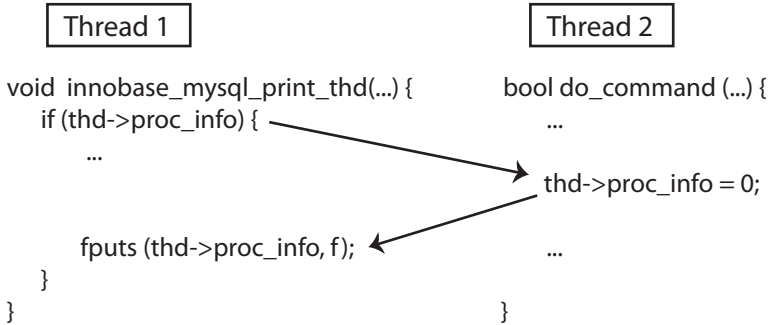 Thread 1
void innobase_mysql_print_thd(...) {
if (thd->proc_info) {
...
fputs (thd->proc_info, f);
}
}
Thread 2
bool do_command (...) {
...
thd->proc_info = 0;
...
}